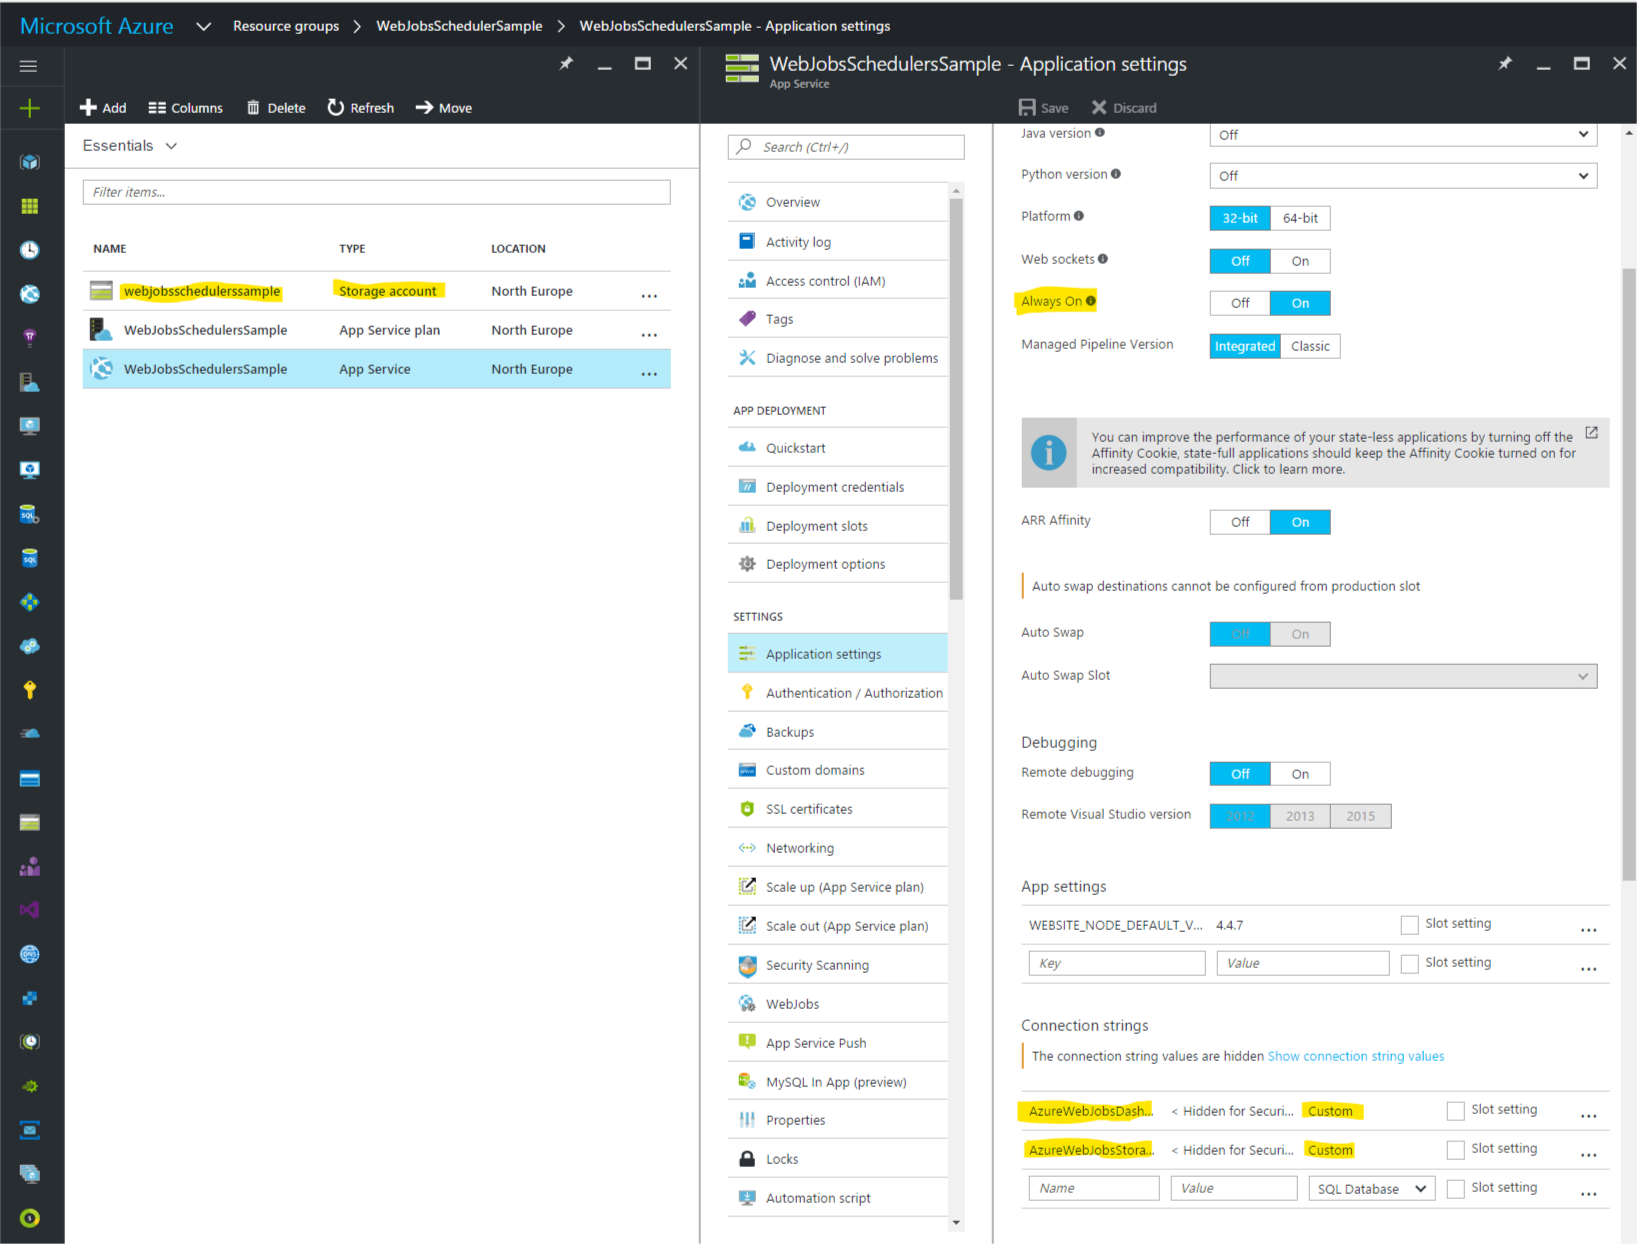 Microsoft Azure Resource groups > WebJobsSchedulerSample > WebJobsSchedulersSample - Application settings
Add Columns Delete Refresh Move
Essentials
Filter items...
NAME TYPE LOCATION
webjobsschedulerssample Storage account North Europe ...
WebJobsSchedulersSample App Service plan North Europe ...
WebJobsSchedulersSample App Service North Europe ...
WebJobsSchedulersSample - Application settings
App Service
Save Discard
Search (Ctrl+/)
Overview
Activity log
Access control (IAM)
Tags
Diagnose and solve problems
APP DEPLOYMENT
Quickstart
Deployment credentials
Deployment slots
Deployment options
SETTINGS
Application settings
Authentication / Authorization
Backups
Custom domains
SSL certificates
Networking
Scale up (App Service plan)
Scale out (App Service plan)
Security Scanning
WebJobs
App Service Push
MySQL In App (preview)
Properties
Locks
Automation script
Java version Off
Python version Off
Platform 32-bit 64-bit
Web sockets Off On
Always On Off On
Managed Pipeline Version Integrated Classic
You can improve the performance of your state-less applications by turning off the
Affinity Cookie, state-full applications should keep the Affinity Cookie turned on for
increased compatibility. Click to learn more.
ARR Affinity Off On
Auto swap destinations cannot be configured from production slot
Auto Swap Off On
Auto Swap Slot
Debugging
Remote debugging Off On
Remote Visual Studio version 2012 2013 2015
App settings
WEBSITE_NODE_DEFAULT_V... 4.4.7 Slot setting ...
Key Value Slot setting ...
Connection strings
The connection string values are hidden Show connection string values
AzureWebJobsDash... < Hidden for Securi... Custom Slot setting ...
AzureWebJobsStora... < Hidden for Securi... Custom Slot setting ...
Name Value SQL Database Slot setting ...